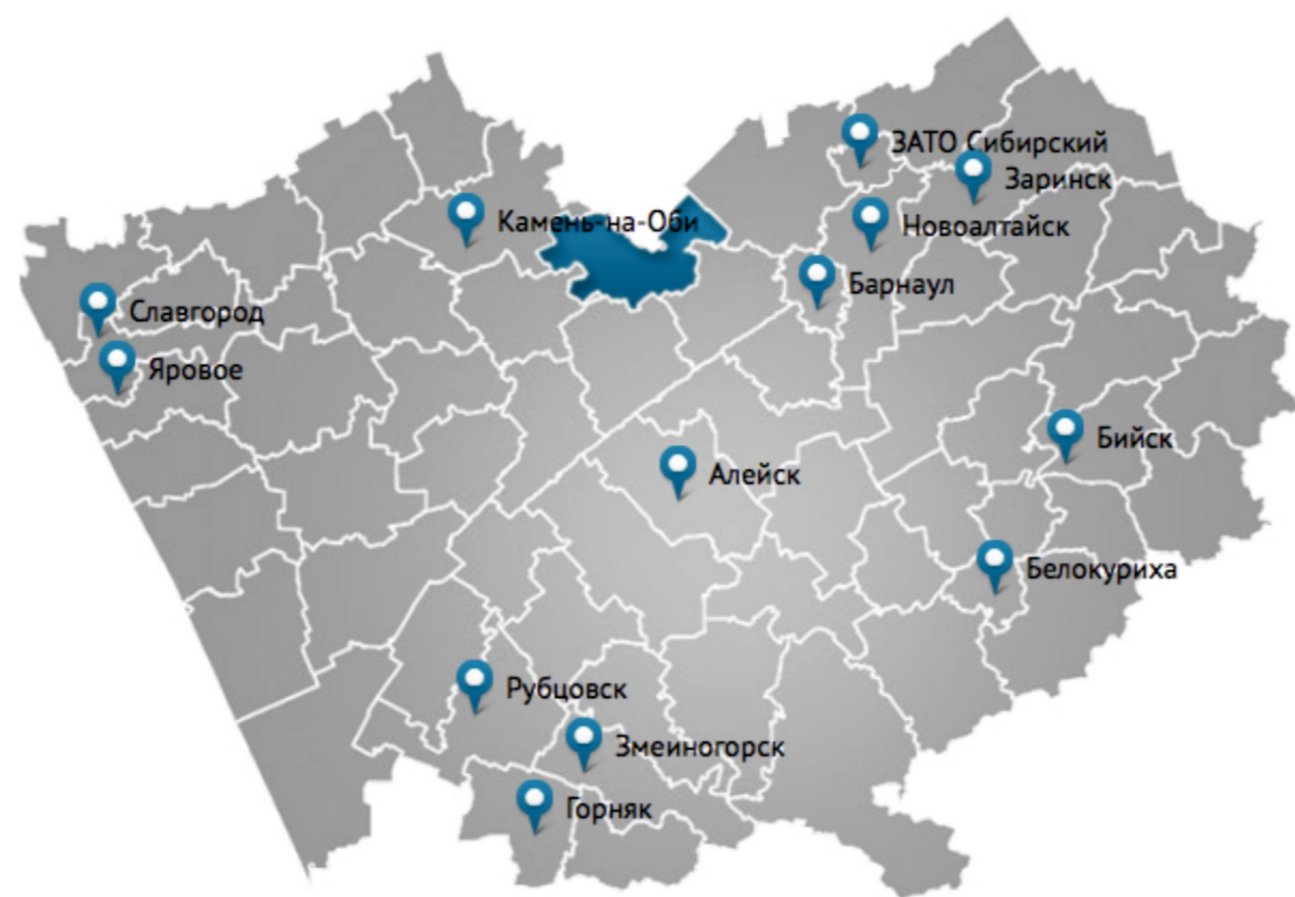 ЗАТО Сибирский
Заринск
Камень-на-Оби
Новоалтайск
Барнаул
Славгород
Яровое
Бийск
Алейск
Белокуриха
Рубцовск
Змеиногорск
Горняк